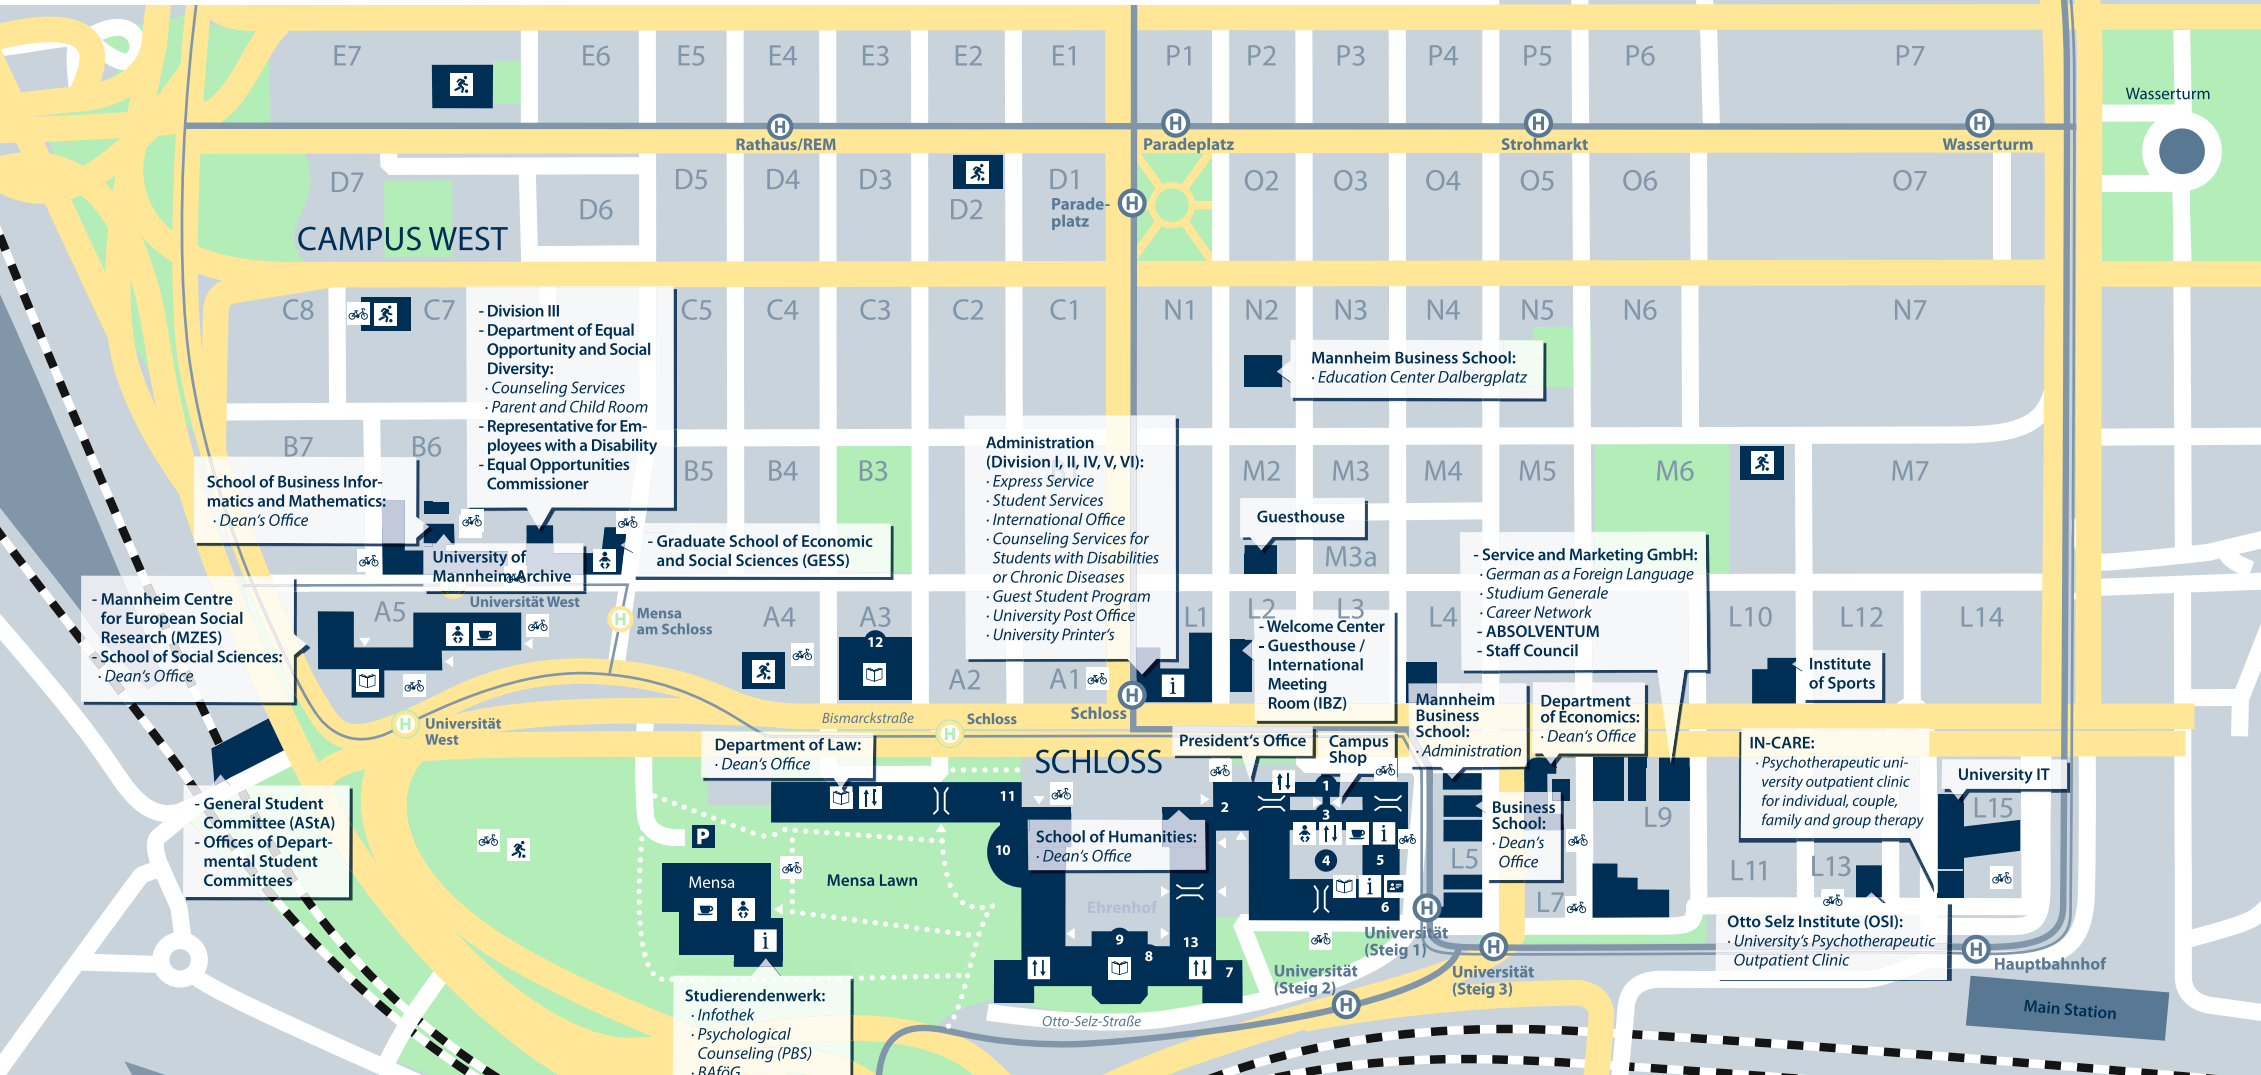 E7
E6
E5
E4
E3
E2
E1
P1
P2
P3
P4
P5
P6
P7
Wasserturm
H
Rathaus/REM
H
Paradeplatz
H
Strohmarkt
H
Wasserturm
D7
D6
D5
D4
D3
D2
D1
Parade-
platz
H
O2
O3
O4
O5
O6
O7
CAMPUS WEST
C8
C7
C5
C4
C3
C2
C1
N1
N2
N3
N4
N5
N6
N7
- Division III
- Department of Equal
Opportunity and Social
Diversity:
· Counseling Services
· Parent and Child Room
- Representative for Em-
ployees with a Disability
- Equal Opportunities
Commissioner
Mannheim Business School:
· Education Center Dalbergplatz
B7
B6
B5
B4
B3
M2
M3
M4
M5
M6
M7
School of Business Infor-
matics and Mathematics:
· Dean's Office
Administration
(Division I, II, IV, V, VI):
· Express Service
· Student Services
· International Office
· Counseling Services for
Students with Disabilities
or Chronic Diseases
· Guest Student Program
· University Post Office
· University Printer's
Guesthouse
M3a
University of
Mannheim Archive
- Graduate School of Economic
and Social Sciences (GESS)
- Service and Marketing GmbH:
· German as a Foreign Language
· Studium Generale
· Career Network
- ABSOLVENTUM
- Staff Council
- Mannheim Centre
for European Social
Research (MZES)
- School of Social Sciences:
· Dean's Office
A5
Universität West
H
Mensa
am Schloss
A4
A3
12
A2
A1
L1
L2
L3
L4
L10
L12
L14
- Welcome Center
- Guesthouse /
International
Meeting
Room (IBZ)
Institute
of Sports
H
Universität
West
Bismarckstraße
H
Schloss
H
Schloss
i
Mannheim
Business
School:
· Administration
Department
of Economics:
· Dean's Office
Department of Law:
· Dean's Office
SCHLOSS
President's Office
Campus
Shop
IN-CARE:
· Psychotherapeutic uni-
versity outpatient clinic
for individual, couple,
family and group therapy
University IT
L15
- General Student
Committee (AStA)
- Offices of Depart-
mental Student
Committees
11
2
1
3
i
4
5
i
6
10
School of Humanities:
· Dean's Office
Business
School:
· Dean's
Office
L5
L9
L7
L11
L13
P
Mensa
i
Mensa Lawn
Ehrenhof
9
8
13
7
H
Universität
(Steig 1)
Universität
(Steig 2)
H
H
Universität
(Steig 3)
Otto Selz Institute (OSI):
· University's Psychotherapeutic
Outpatient Clinic
H
Hauptbahnhof
Main Station
Studierendenwerk:
· Infothek
· Psychological
Counseling (PBS)
· BAföG
Otto-Selz-Straße